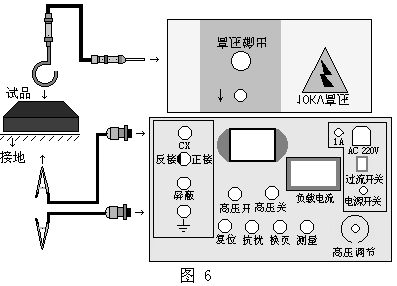 高压输出
10KV高压
试品
接地
CX
反接 正接
屏蔽
1A
AC 220V
过流开关
电源开关
负载电流
高压开 高压关
复位 抗扰 换页 测量
高压调节
图 6